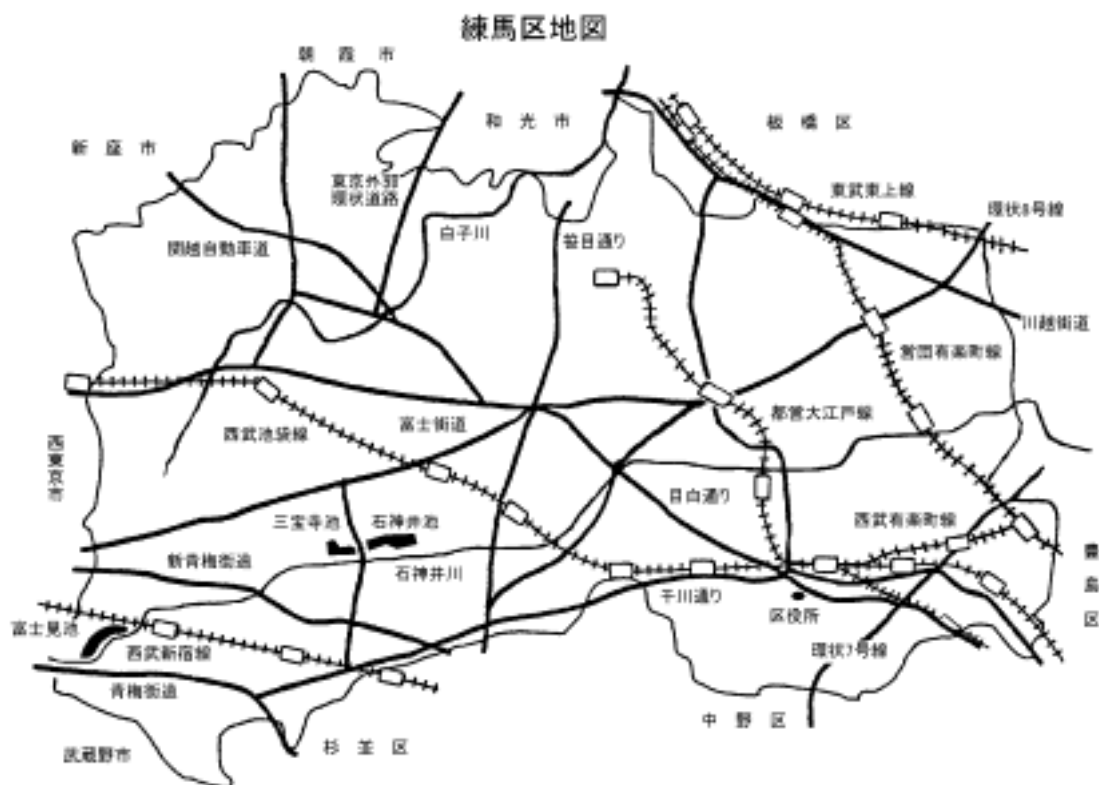 練馬区地図
朝霞市
和光市
板橋区
新座市
東京外郭
環状道路
東武東上線
環状8号線
白子川
笹目通り
関越自動車道
川越街道
営団有楽町線
西武池袋線
富士街道
都営大江戸線
西東京市
目白通り
三宝寺池
石神井池
西武有楽町線
新青梅街道
石神井川
豊島区
千川通り
区役所
富士見池
西武新宿線
環状7号線
青梅街道
中野区
杉並区
武蔵野市